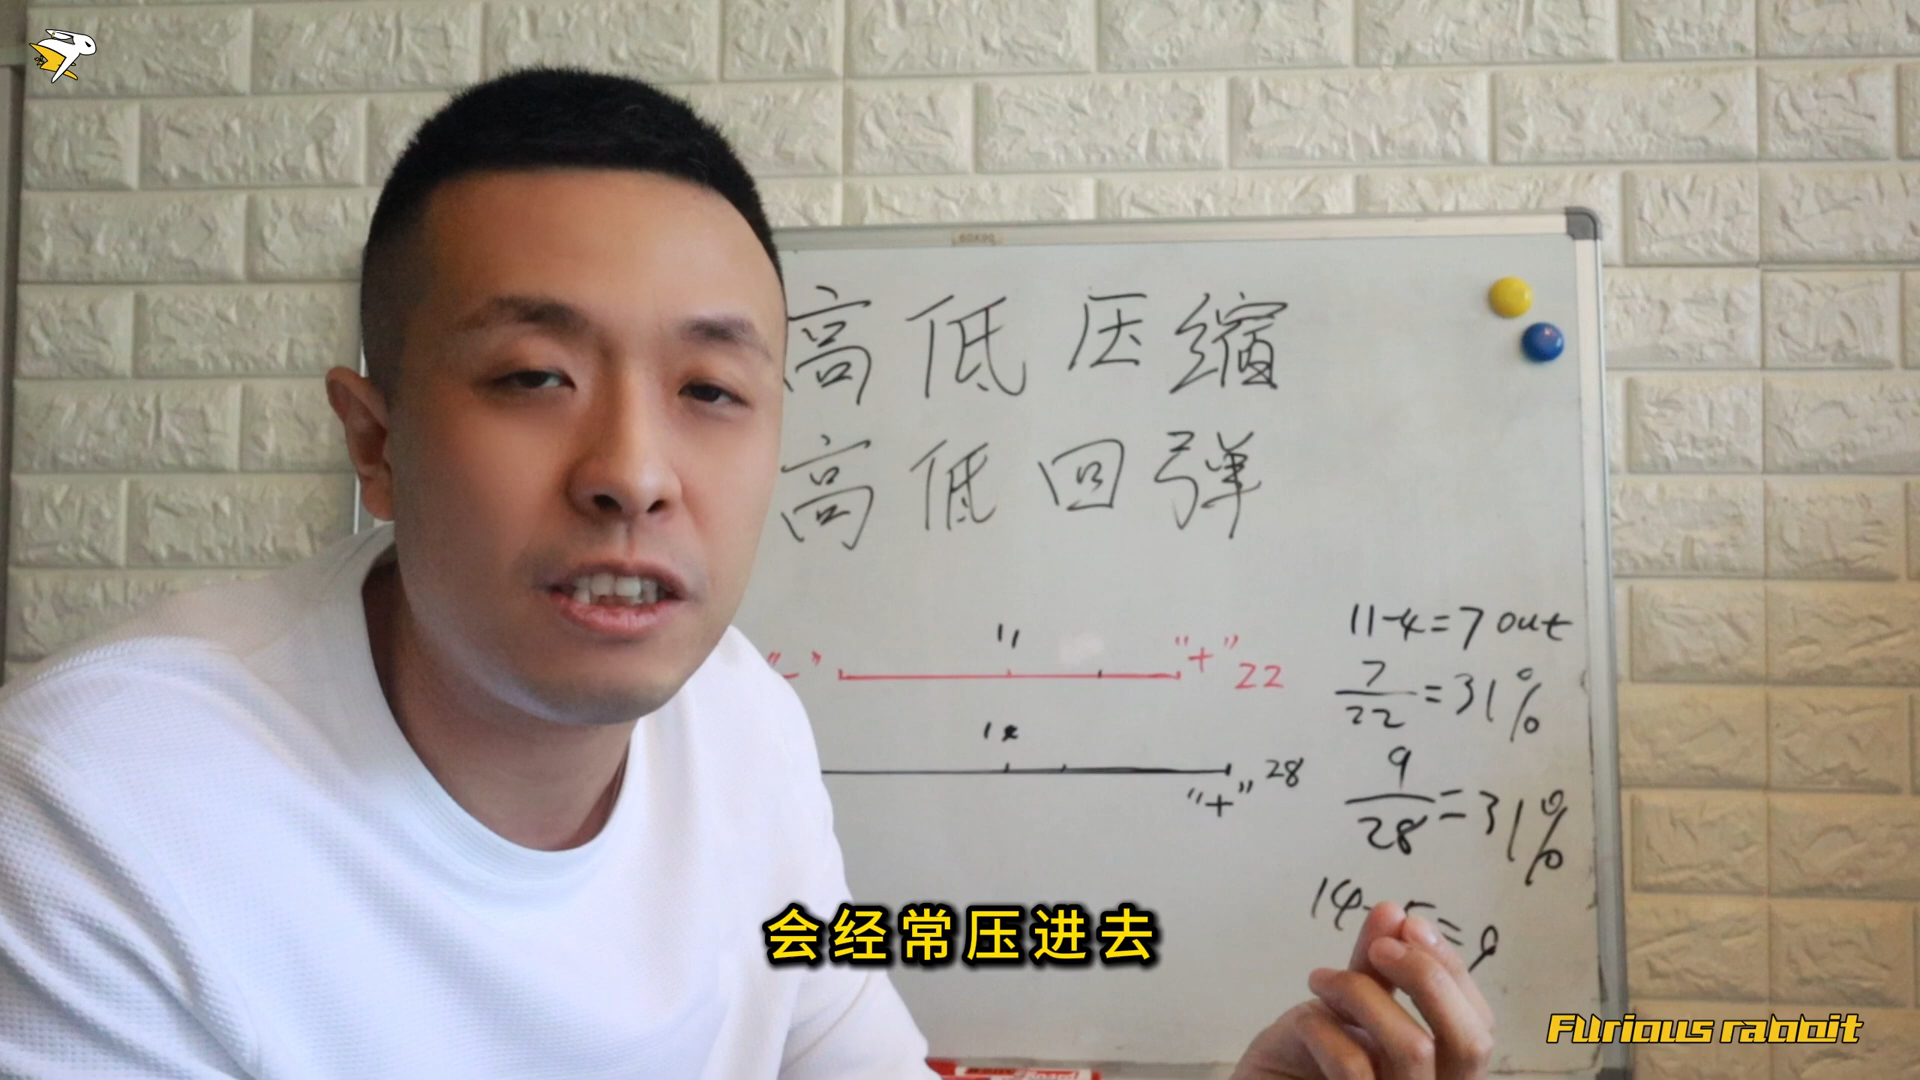 高低压缩
高低回弹
11
"-"
"+"
22
28
"+"
11-4=7 out
7
22
=31%
9
28
=31%
14-5=9
会经常压进去
Furious rabbit